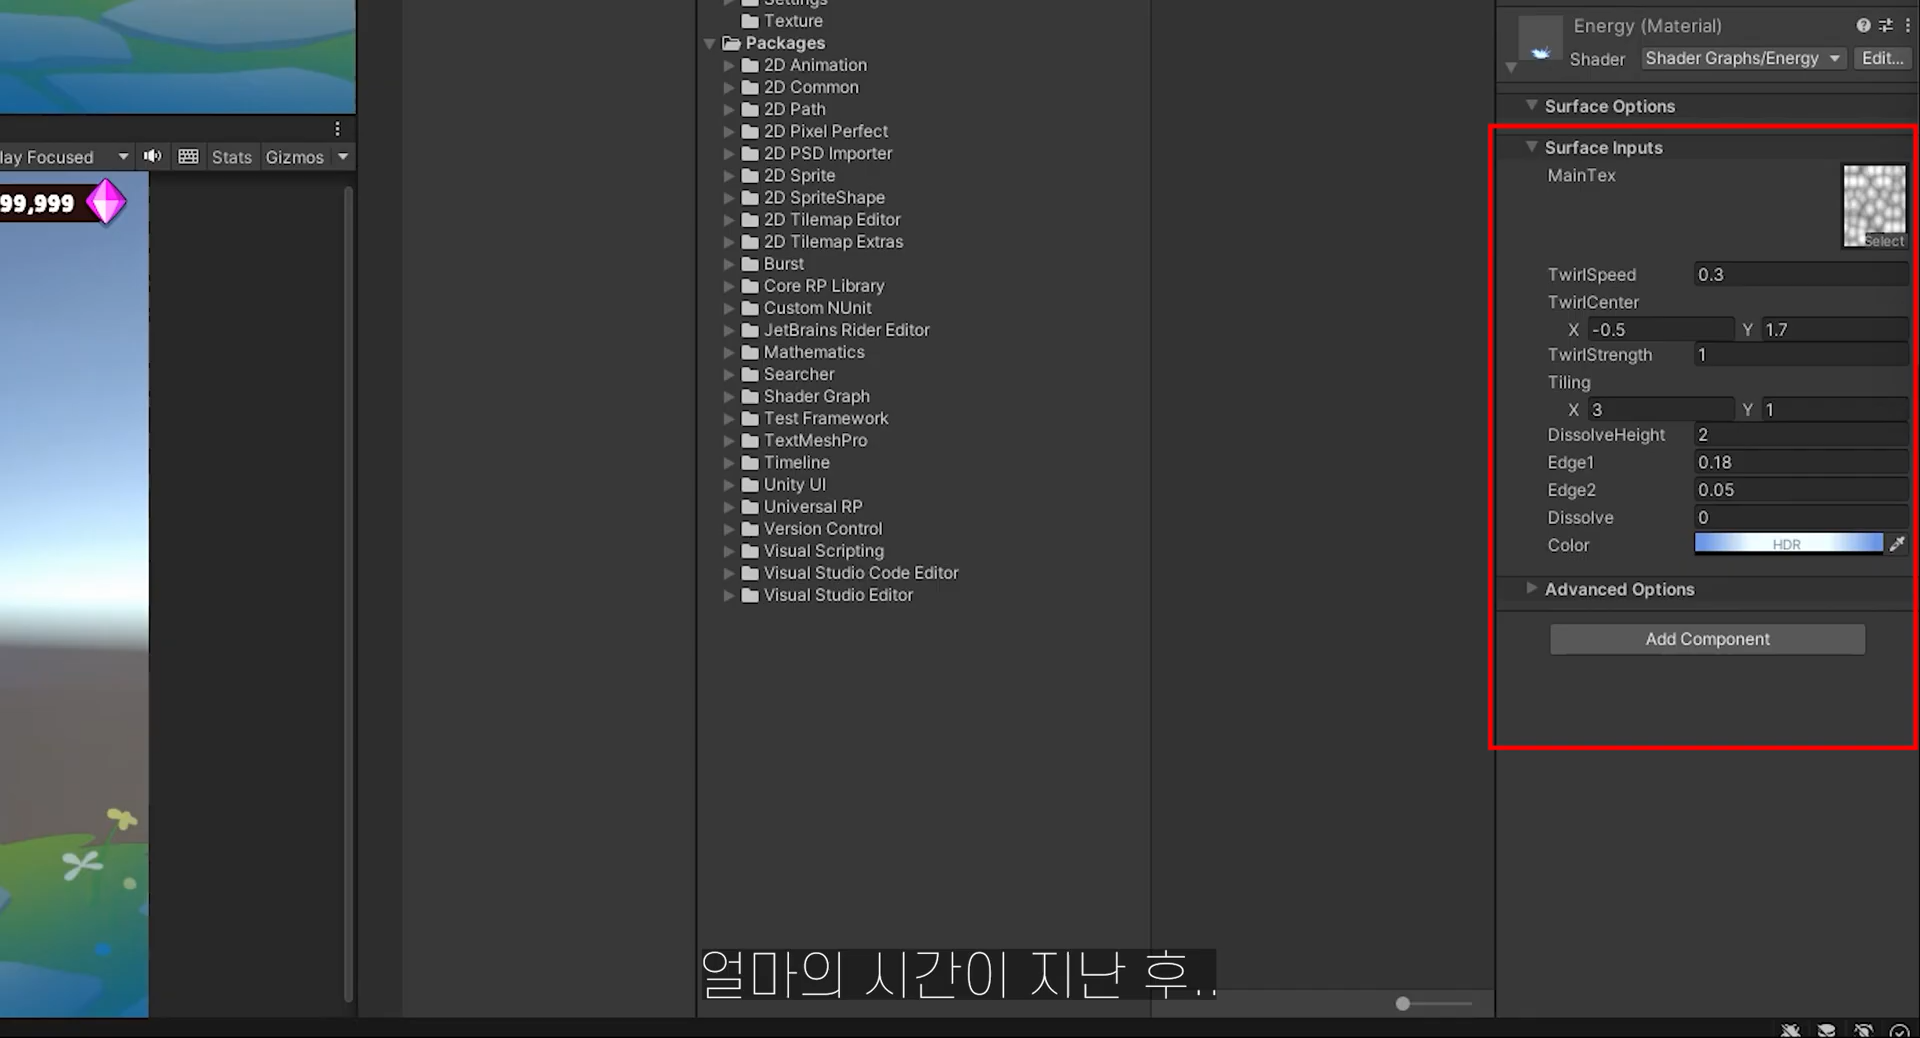 Settings
Texture
Packages
2D Animation
2D Common
2D Path
2D Pixel Perfect
2D PSD Importer
2D Sprite
2D SpriteShape
2D Tilemap Editor
2D Tilemap Extras
Burst
Core RP Library
Custom NUnit
JetBrains Rider Editor
Mathematics
Searcher
Shader Graph
Test Framework
TextMeshPro
Timeline
Unity UI
Universal RP
Version Control
Visual Scripting
Visual Studio Code Editor
Visual Studio Editor
lay Focused Stats Gizmos
99,999
Energy (Material)
Shader Shader Graphs/Energy Edit...
Surface Options
Surface Inputs
MainTex
Select
TwirlSpeed 0.3
TwirlCenter
X -0.5 Y 1.7
TwirlStrength 1
Tiling
X 3 Y 1
DissolveHeight 2
Edge1 0.18
Edge2 0.05
Dissolve 0
Color HDR
Advanced Options
Add Component
얼마의 시간이 지난 후..